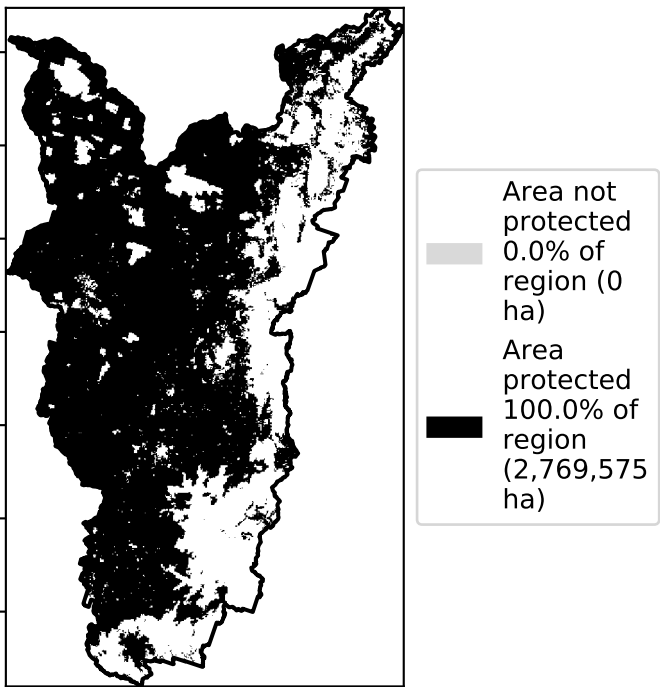 Area not
protected
0.0% of
region (0
ha)
Area
protected
100.0% of
region
(2,769,575
ha)